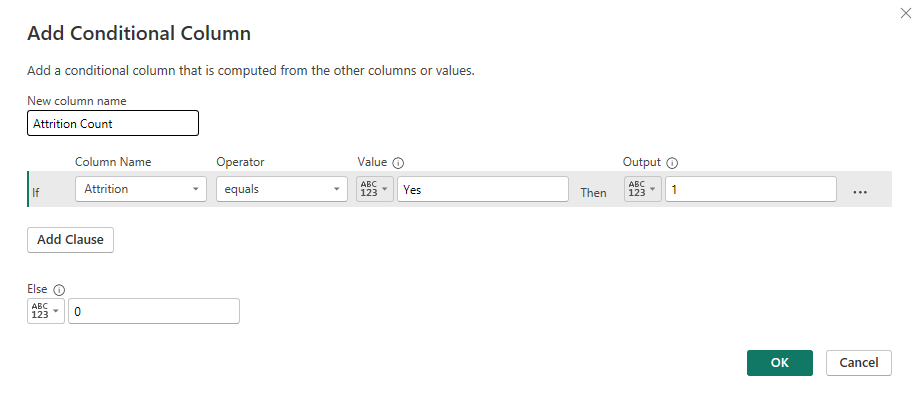 Add Conditional Column
Add a conditional column that is computed from the other columns or values.
New column name
Attrition Count
Column Name Operator Value Output
If Attrition equals ABC 123 Yes Then ABC 123 1 ...
Add Clause
Else
ABC 123 0
OK Cancel